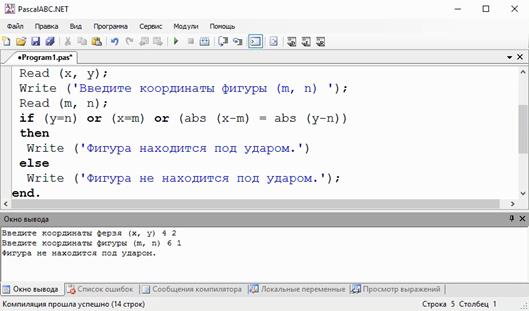 PascalABC.NET
Файл Правка Вид Программа Сервис Модули Помощь
•Program1.pas*
Read (x, y);
Write ('Введите координаты фигуры (m, n) ');
Read (m, n);
if (y=n) or (x=m) or (abs (x-m) = abs (y-n))
then
Write ('Фигура находится под ударом.')
else
Write ('Фигура не находится под ударом.');
end.
Окно вывода
Введите координаты ферзя (x, y) 4 2
Введите координаты фигуры (m, n) 6 1
Фигура не находится под ударом.
Окно вывода Список ошибок Сообщения компилятора Локальные переменные Просмотр выражений
Компиляция прошла успешно (14 строк) Строка 5 Столбец 1